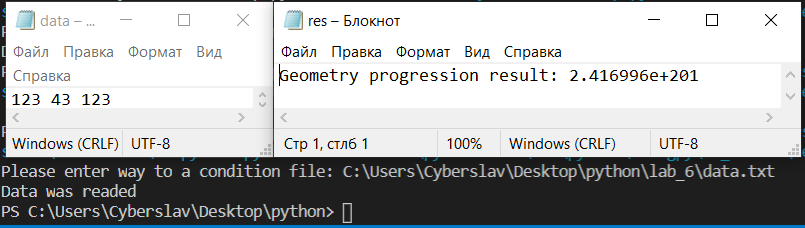 data – ...
Файл Правка Формат Вид
Справка
123 43 123
Windows (CRLF) UTF-8
res – Блокнот
Файл Правка Формат Вид Справка
Geometry progression result: 2.416996e+201
Стр 1, стлб 1 100% Windows (CRLF) UTF-8
Please enter way to a condition file: C:\Users\Cyberslav\Desktop\python\lab_6\data.txt
Data was readed
PS C:\Users\Cyberslav\Desktop\python>